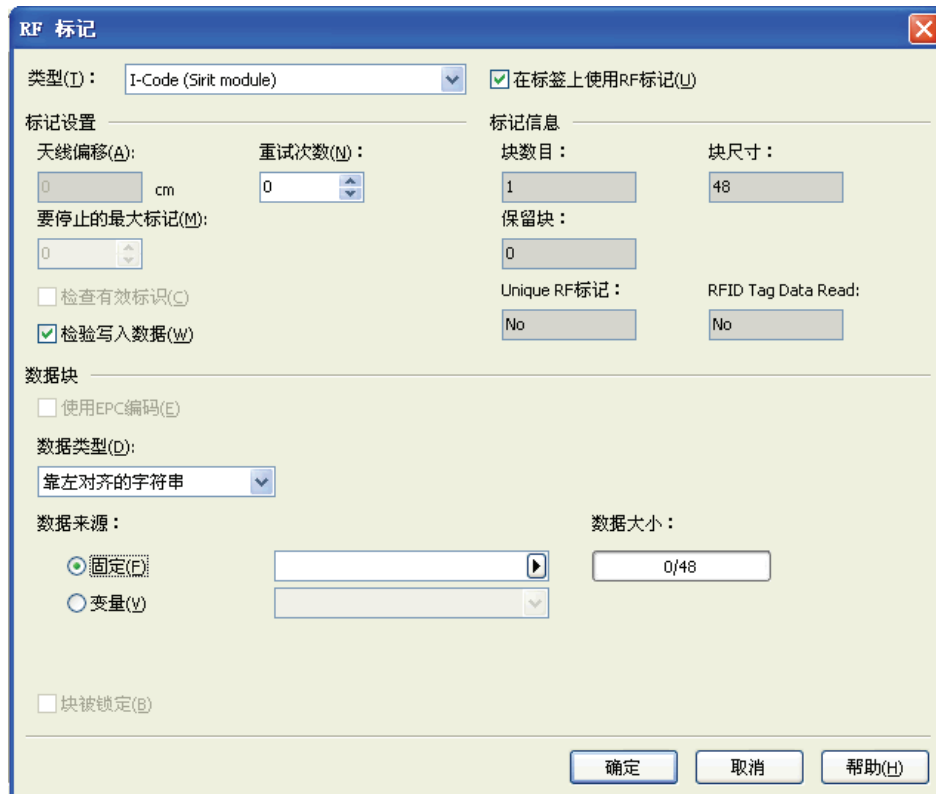 RF 标记
类型(T)： I-Code (Sirit module) 在标签上使用RF标记(U)
标记设置 标记信息
天线偏移(A): 重试次数(N)： 块数目： 块尺寸：
0 cm 0 1 48
要停止的最大标记(M): 保留块：
0 0
检查有效标识(C) Unique RF标记： RFID Tag Data Read:
检验写入数据(W) No No
数据块
使用EPC编码(E)
数据类型(D):
靠左对齐的字符串
数据来源： 数据大小：
固定(F) 0/48
变量(V)
块被锁定(B)
确定 取消 帮助(H)